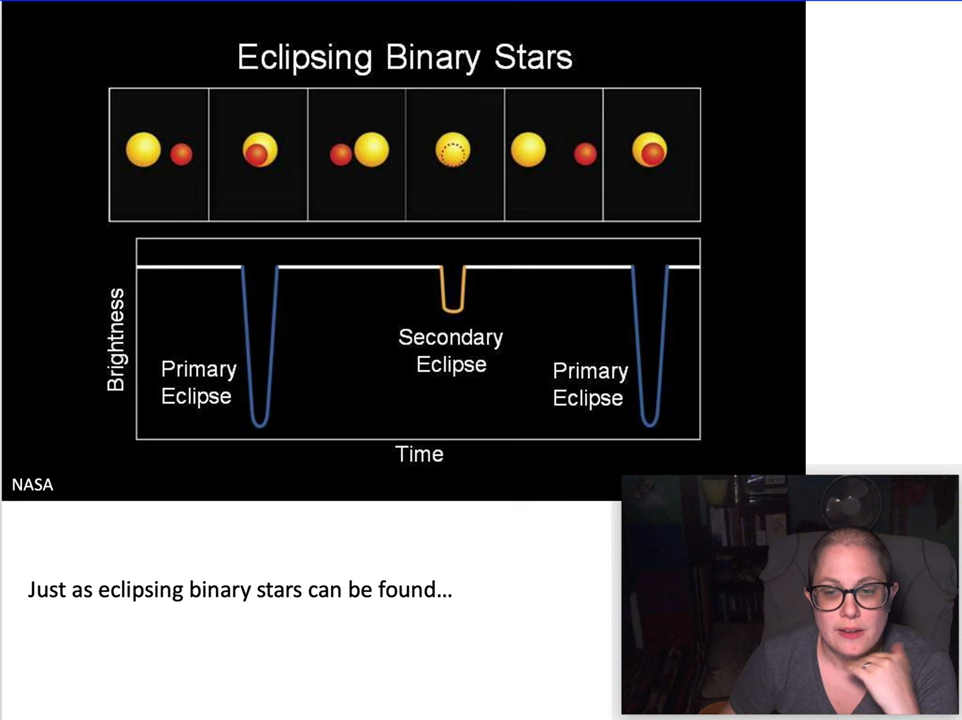 Eclipsing Binary Stars
Brightness
Primary
Eclipse
Secondary
Eclipse
Primary
Eclipse
Time
NASA
Just as eclipsing binary stars can be found...